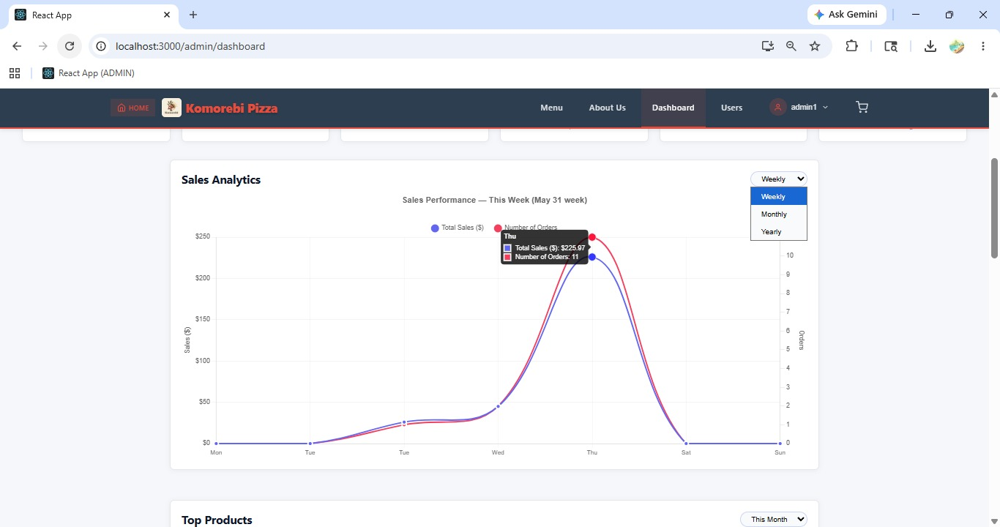 React App
Ask Gemini
localhost:3000/admin/dashboard
React App (ADMIN)
HOME
Komorebi Pizza
Menu
About Us
Dashboard
Users
admin1
Sales Analytics
Weekly
Weekly
Monthly
Yearly
Sales Performance — This Week (May 31 week)
Total Sales ($)
Number of Orders
Thu
Total Sales ($): $225.97
Number of Orders: 11
$250
$200
$150
$100
$50
$0
Sales ($)
10
9
8
7
6
5
4
3
2
1
0
Orders
Mon
Tue
Tue
Wed
Thu
Sat
Sun
Top Products
This Month